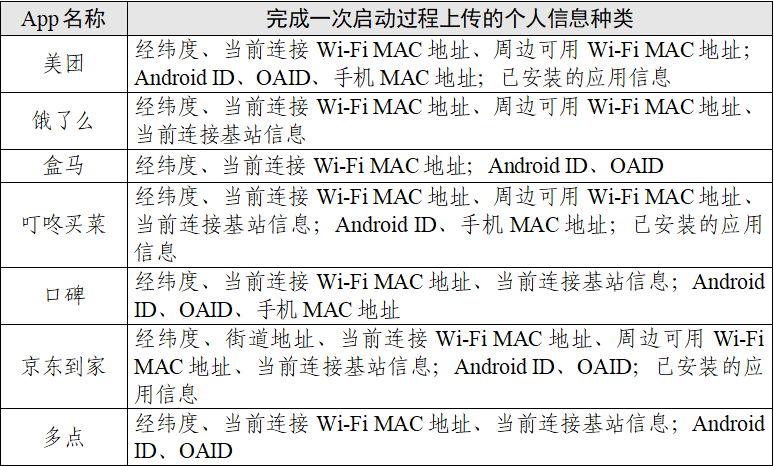 App 名称 完成一次启动过程上传的个人信息种类
美团 经纬度、当前连接 Wi-Fi MAC 地址、周边可用 Wi-Fi MAC 地址；
Android ID、OAID、手机 MAC 地址；已安装的应用信息
饿了么 经纬度、当前连接 Wi-Fi MAC 地址、周边可用 Wi-Fi MAC 地址、
当前连接基站信息
盒马 经纬度、当前连接 Wi-Fi MAC 地址；Android ID、OAID
叮咚买菜 经纬度、当前连接 Wi-Fi MAC 地址、周边可用 Wi-Fi MAC 地址、
当前连接基站信息；Android ID、手机 MAC 地址；已安装的应用
信息
口碑 经纬度、当前连接 Wi-Fi MAC 地址、当前连接基站信息；Android
ID、OAID、手机 MAC 地址
京东到家 经纬度、街道地址、当前连接 Wi-Fi MAC 地址、周边可用 Wi-Fi
MAC 地址、当前连接基站信息；Android ID、OAID；已安装的应
用信息
多点 经纬度、当前连接 Wi-Fi MAC 地址、当前连接基站信息；Android
ID、OAID